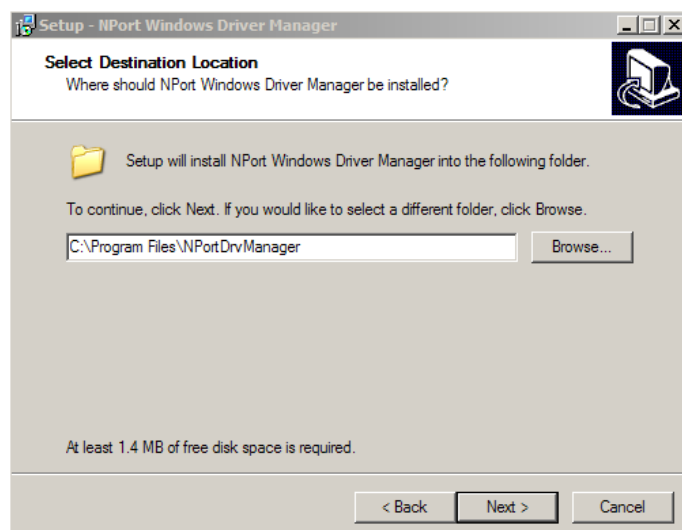 Setup - NPort Windows Driver Manager
Select Destination Location
Where should NPort Windows Driver Manager be installed?
Setup will install NPort Windows Driver Manager into the following folder.
To continue, click Next. If you would like to select a different folder, click Browse.
C:\Program Files\NPortDrvManager
Browse...
At least 1.4 MB of free disk space is required.
< Back
Next >
Cancel